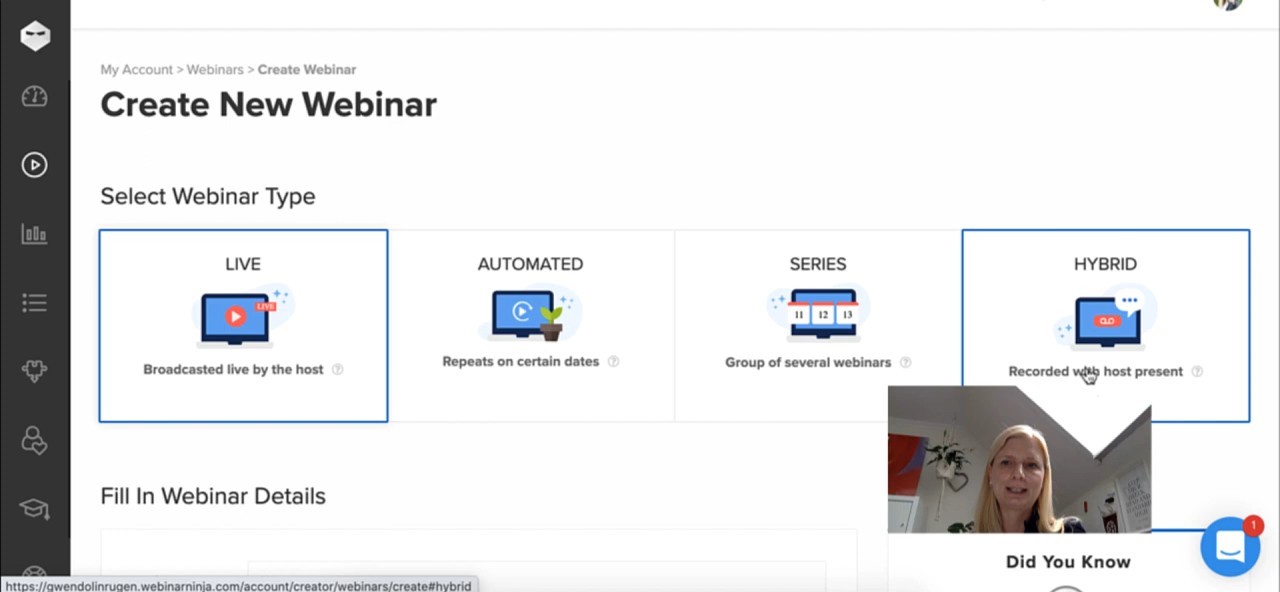 My Account > Webinars > Create Webinar
Create New Webinar
Select Webinar Type
LIVE
AUTOMATED
SERIES
HYBRID
LIVE
11 12 13
Broadcasted live by the host ?
Repeats on certain dates ?
Group of several webinars ?
Recorded with host present ?
Fill In Webinar Details
Did You Know
1
https://gwendolinrugen.webinarninja.com/account/creator/webinars/create#hybrid